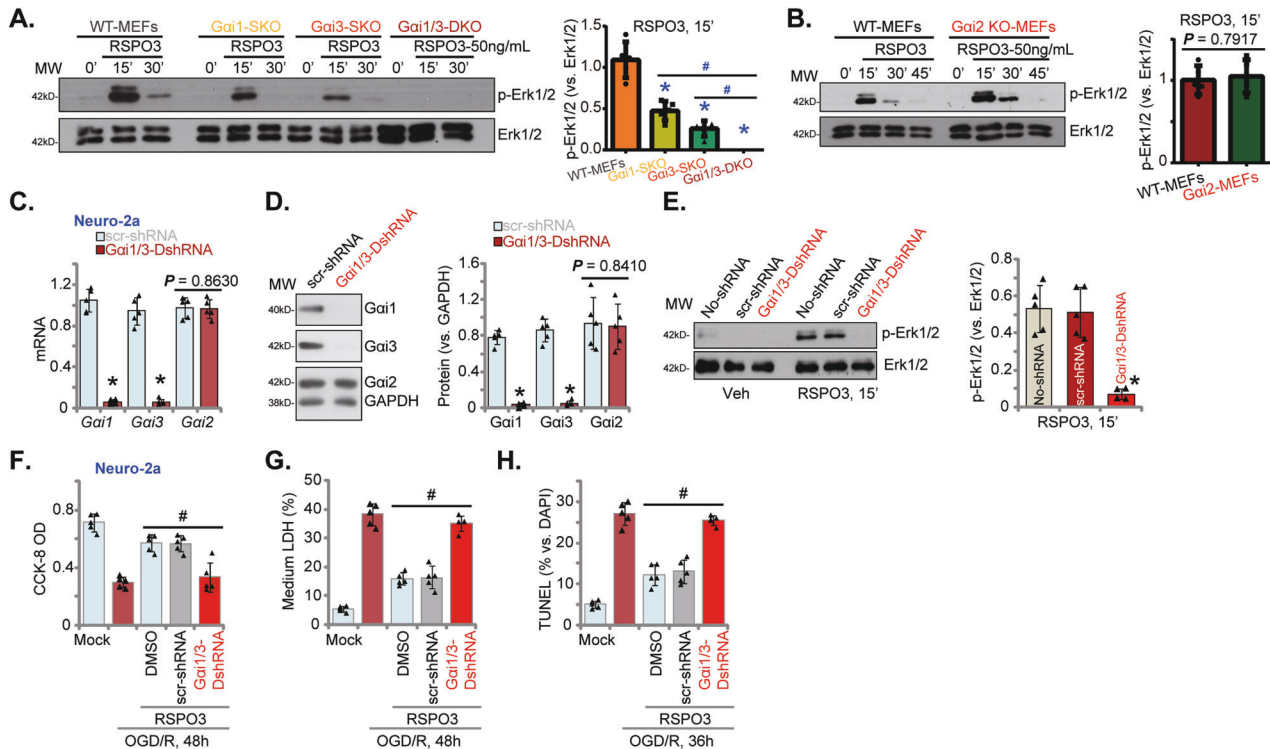 A.
WT-MEFs Gαi1-SKO Gαi3-SKO Gαi1/3-DKO
RSPO3 RSPO3 RSPO3 RSPO3-50ng/mL
MW 0' 15' 30' 0' 15' 30' 0' 15' 30' 0' 15' 30'
42kD- p-Erk1/2
42kD- Erk1/2
RSPO3, 15'
p-Erk1/2 (vs. Erk1/2)
1.5
1.0
0.5
0.0
#
#
* * *
WT-MEFs
Gαi1-SKO
Gαi3-SKO
Gαi1/3-DKO
B.
WT-MEFs Gαi2 KO-MEFs
RSPO3 RSPO3-50ng/mL
MW 0' 15' 30' 45' 0' 15' 30' 45'
42kD- p-Erk1/2
42kD- Erk1/2
RSPO3, 15'
P = 0.7917
p-Erk1/2 (vs. Erk1/2)
1
0
WT-MEFs
Gαi2-MEFs
C.
Neuro-2a
scr-shRNA
Gαi1/3-DshRNA
P = 0.8630
mRNA
1.2
0.8
0.4
0
* *
Gαi1 Gαi3 Gαi2
D.
scr-shRNA
Gαi1/3-DshRNA
MW
40kD- Gαi1
42kD- Gαi3
42kD- Gαi2
38kD- GAPDH
scr-shRNA
Gαi1/3-DshRNA
P = 0.8410
Protein (vs. GAPDH)
1.6
1.2
0.8
0.4
0
* *
Gαi1 Gαi3 Gαi2
E.
No-shRNA
scr-shRNA
Gαi1/3-DshRNA
No-shRNA
scr-shRNA
Gαi1/3-DshRNA
MW
42kD- p-Erk1/2
42kD- Erk1/2
Veh RSPO3, 15'
p-Erk1/2 (vs. Erk1/2)
0.8
0.6
0.4
0.2
0.0
No-shRNA
scr-shRNA
Gαi1/3-DshRNA
*
RSPO3, 15'
F.
Neuro-2a
CCK-8 OD
0.8
0.4
0
#
Mock
DMSO
scr-shRNA
Gαi1/3-
DshRNA
RSPO3
OGD/R, 48h
G.
Medium LDH (%)
50
40
30
20
10
0
#
Mock
DMSO
scr-shRNA
Gαi1/3-
DshRNA
RSPO3
OGD/R, 48h
H.
TUNEL (% vs. DAPI)
30
20
10
0
#
Mock
DMSO
scr-shRNA
Gαi1/3-
DshRNA
RSPO3
OGD/R, 36h